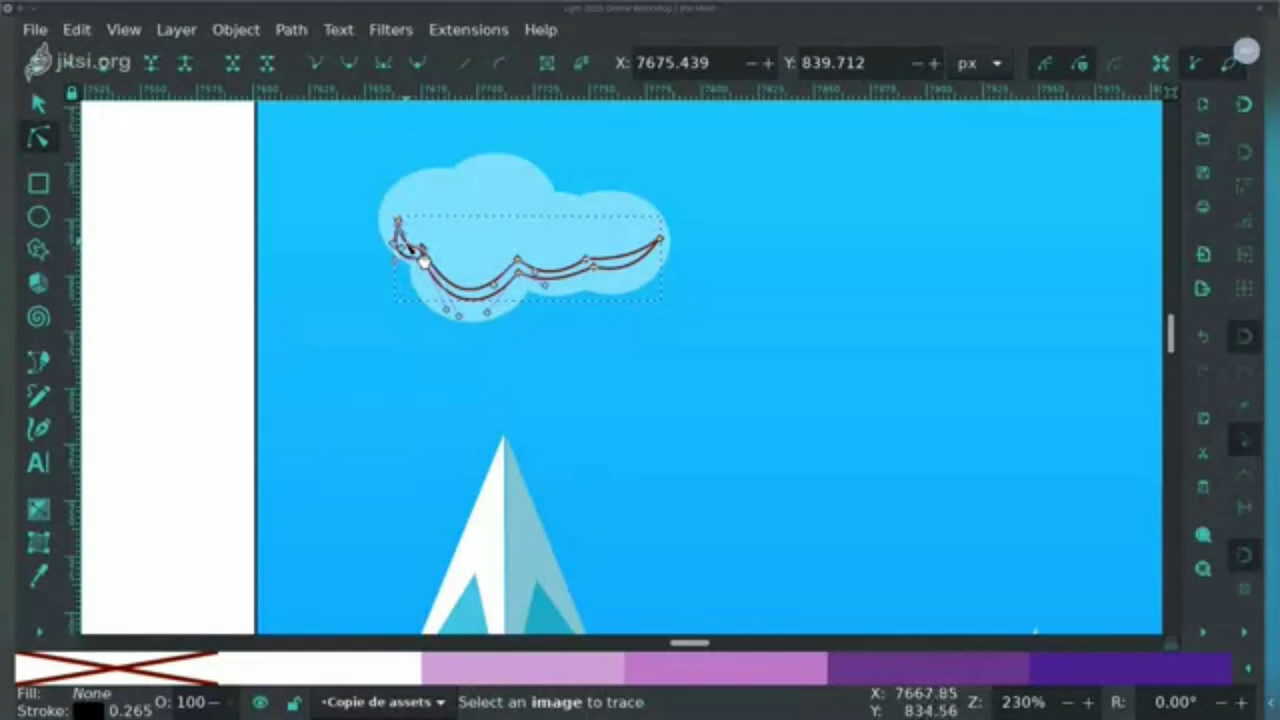 File Edit View Layer Object Path Text Filters Extensions Help
jitsi.org X: 7675.439 − + Y: 839.712 − + px
Fill: None O: 100 − •Copie de assets Select an image to trace X: 7667.85 Z: 230% − + R: 0.00° − +
Stroke: 0.265 Y: 834.56